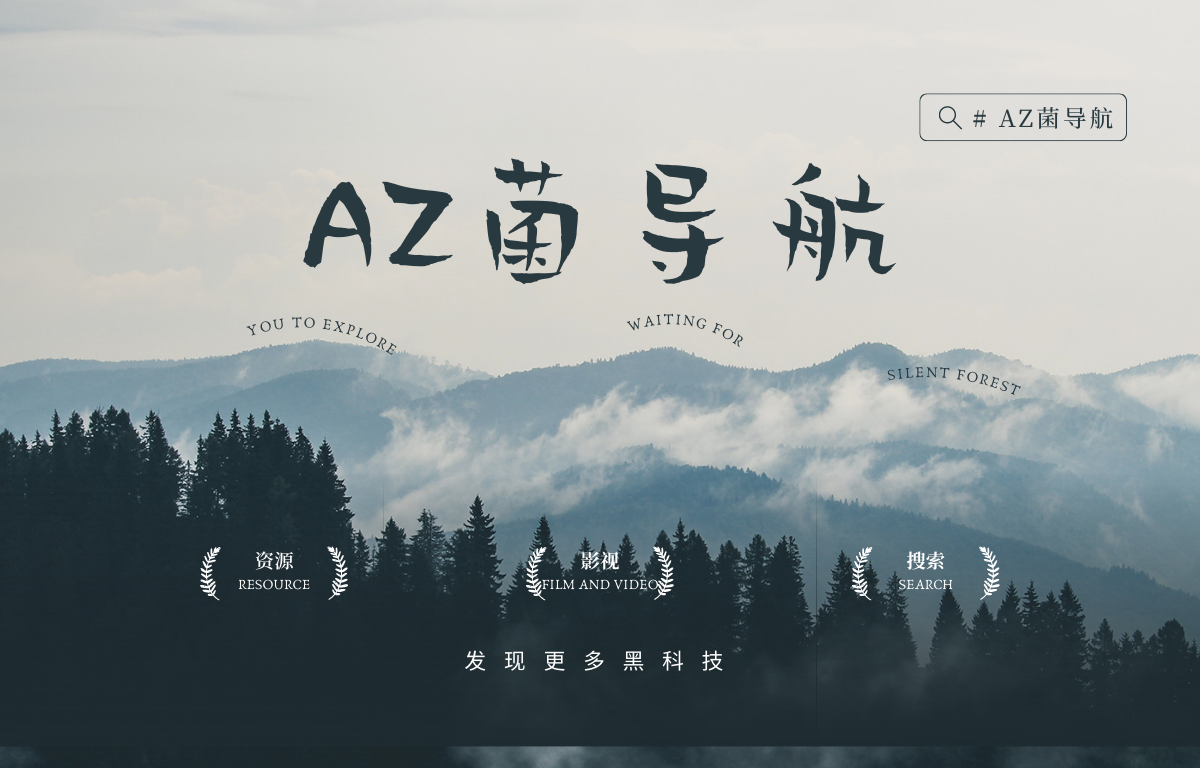 # AZ菌导航
AZ菌导航
YOU TO EXPLORE
WAITING FOR
SILENT FOREST
资源
RESOURCE
影视
FILM AND VIDEO
搜索
SEARCH
发现更多黑科技